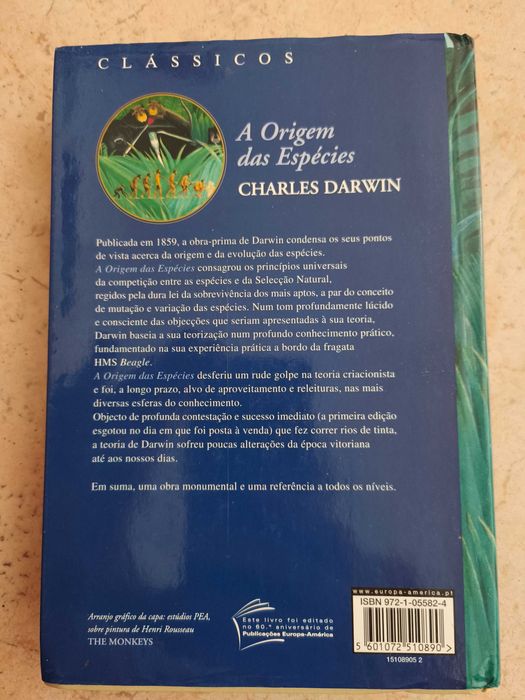 CLÁSSICOS
A Origem
das Espécies
CHARLES DARWIN
Publicada em 1859, a obra-prima de Darwin condensa os seus pontos
de vista acerca da origem e da evolução das espécies.
A Origem das Espécies consagrou os princípios universais
da competição entre as espécies e da Selecção Natural,
regidos pela dura lei da sobrevivência dos mais aptos, a par do conceito
de mutação e variação das espécies. Num tom profundamente lúcido
e consciente das objecções que seriam apresentadas à sua teoria,
Darwin baseia a sua teorização num profundo conhecimento prático,
fundamentado na sua experiência prática a bordo da fragata
HMS Beagle.
A Origem das Espécies desferiu um rude golpe na teoria criacionista
e foi, a longo prazo, alvo de aproveitamento e releituras, nas mais
diversas esferas do conhecimento.
Objecto de profunda contestação e sucesso imediato (a primeira edição
esgotou no dia em que foi posta à venda) que fez correr rios de tinta,
a teoria de Darwin sofreu poucas alterações da época vitoriana
até aos nossos dias.
Em suma, uma obra monumental e uma referência a todos os níveis.
Arranjo gráfico da capa: estúdios PEA,
sobre pintura de Henri Rousseau
THE MONKEYS
Este livro foi editado
no 60.º aniversário de
Publicações Europa-América
www.europa-america.pt
ISBN 972-1-05582-4
5 601072 510890 >
15108905 2